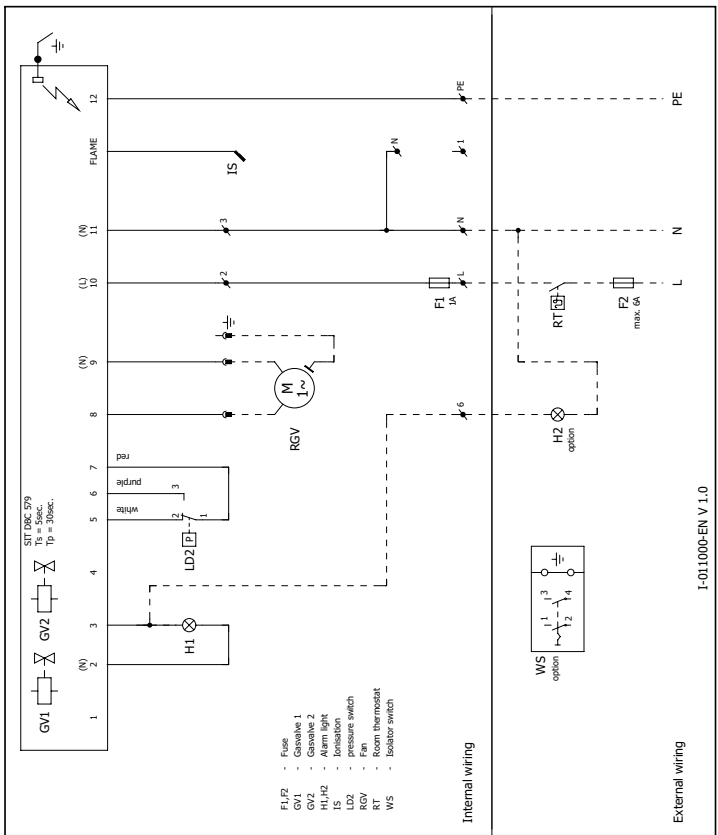 SIT DBC 579
Ts = 5sec.
Tp = 30sec.
GV1
GV2
1
(N)
2
3
4
5
6
7
8
(N)
9
(L)
10
(N)
11
FLAME
12
white
purple
red
2
3
1
P
LD2
H1
M
1~
RGV
2
3
IS
N
F1,F2 - Fuse
GV1 - Gasvalve 1
GV2 - Gasvalve 2
H1,H2 - Alarm light
IS - Ionisation
LD2 - pressure switch
RGV - Fan
RT - Room thermostat
WS - Isolator switch
F1
1A
6
L
N
1
PE
Internal wiring
WS
option
1
3
2
4
H2
option
RT
F2
max. 6A
L
N
PE
External wiring
I-011000-EN V 1.0